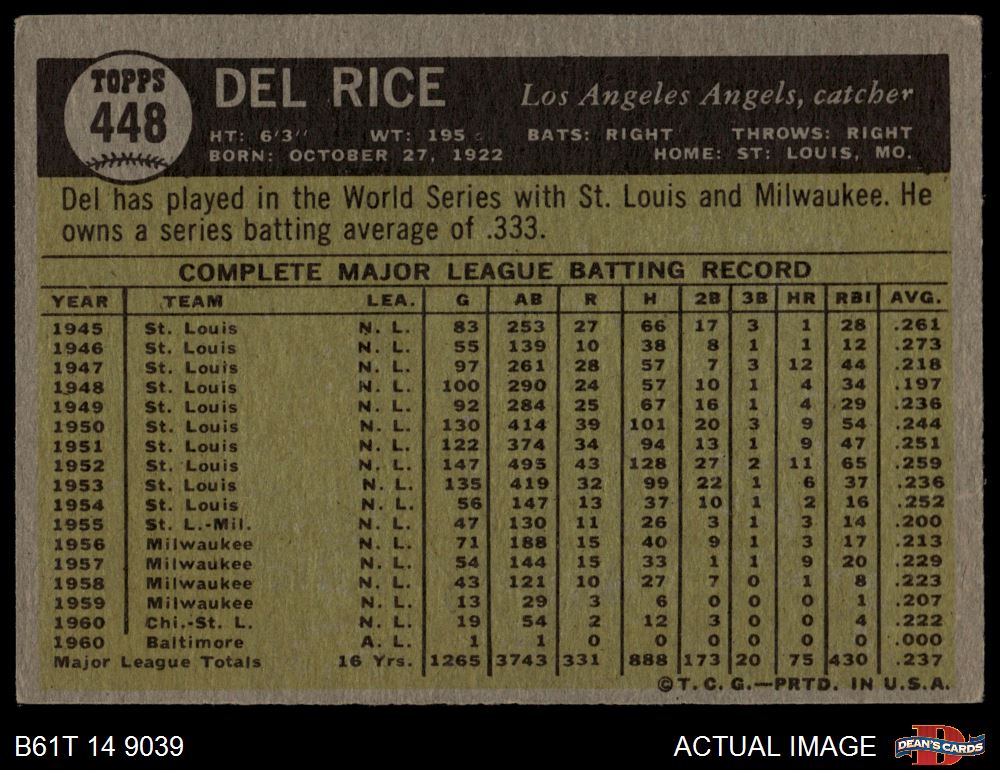 TOPPS
448
DEL RICE
Los Angeles Angels, catcher
HT: 6'3" WT: 195 BATS: RIGHT THROWS: RIGHT
BORN: OCTOBER 27, 1922 HOME: ST: LOUIS, MO.
Del has played in the World Series with St. Louis and Milwaukee. He
owns a series batting average of .333.
COMPLETE MAJOR LEAGUE BATTING RECORD
YEAR TEAM LEA. G AB R H 2B 3B HR RBI AVG.
1945 St. Louis N. L. 83 253 27 66 17 3 1 28 .261
1946 St. Louis N. L. 55 139 10 38 8 1 1 12 .273
1947 St. Louis N. L. 97 261 28 57 7 3 12 44 .218
1948 St. Louis N. L. 100 290 24 57 10 1 4 34 .197
1949 St. Louis N. L. 92 284 25 67 16 1 4 29 .236
1950 St. Louis N. L. 130 414 39 101 20 3 9 54 .244
1951 St. Louis N. L. 122 374 34 94 13 1 9 47 .251
1952 St. Louis N. L. 147 495 43 128 27 2 11 65 .259
1953 St. Louis N. L. 135 419 32 99 22 1 6 37 .236
1954 St. Louis N. L. 56 147 13 37 10 1 2 16 .252
1955 St. L.-Mil. N. L. 47 130 11 26 3 1 3 14 .200
1956 Milwaukee N. L. 71 188 15 40 9 1 3 17 .213
1957 Milwaukee N. L. 54 144 15 33 1 1 9 20 .229
1958 Milwaukee N. L. 43 121 10 27 7 0 1 8 .223
1959 Milwaukee N. L. 13 29 3 6 0 0 0 1 .207
1960 Chi.-St. L. N. L. 19 54 2 12 3 0 0 4 .222
1960 Baltimore A. L. 1 1 0 0 0 0 0 0 .000
Major League Totals 16 Yrs. 1265 3743 331 888 173 20 75 430 .237
©T. C. G.—PRTD. IN U.S.A.
B61T 14 9039 ACTUAL IMAGE DEAN'S CARDS